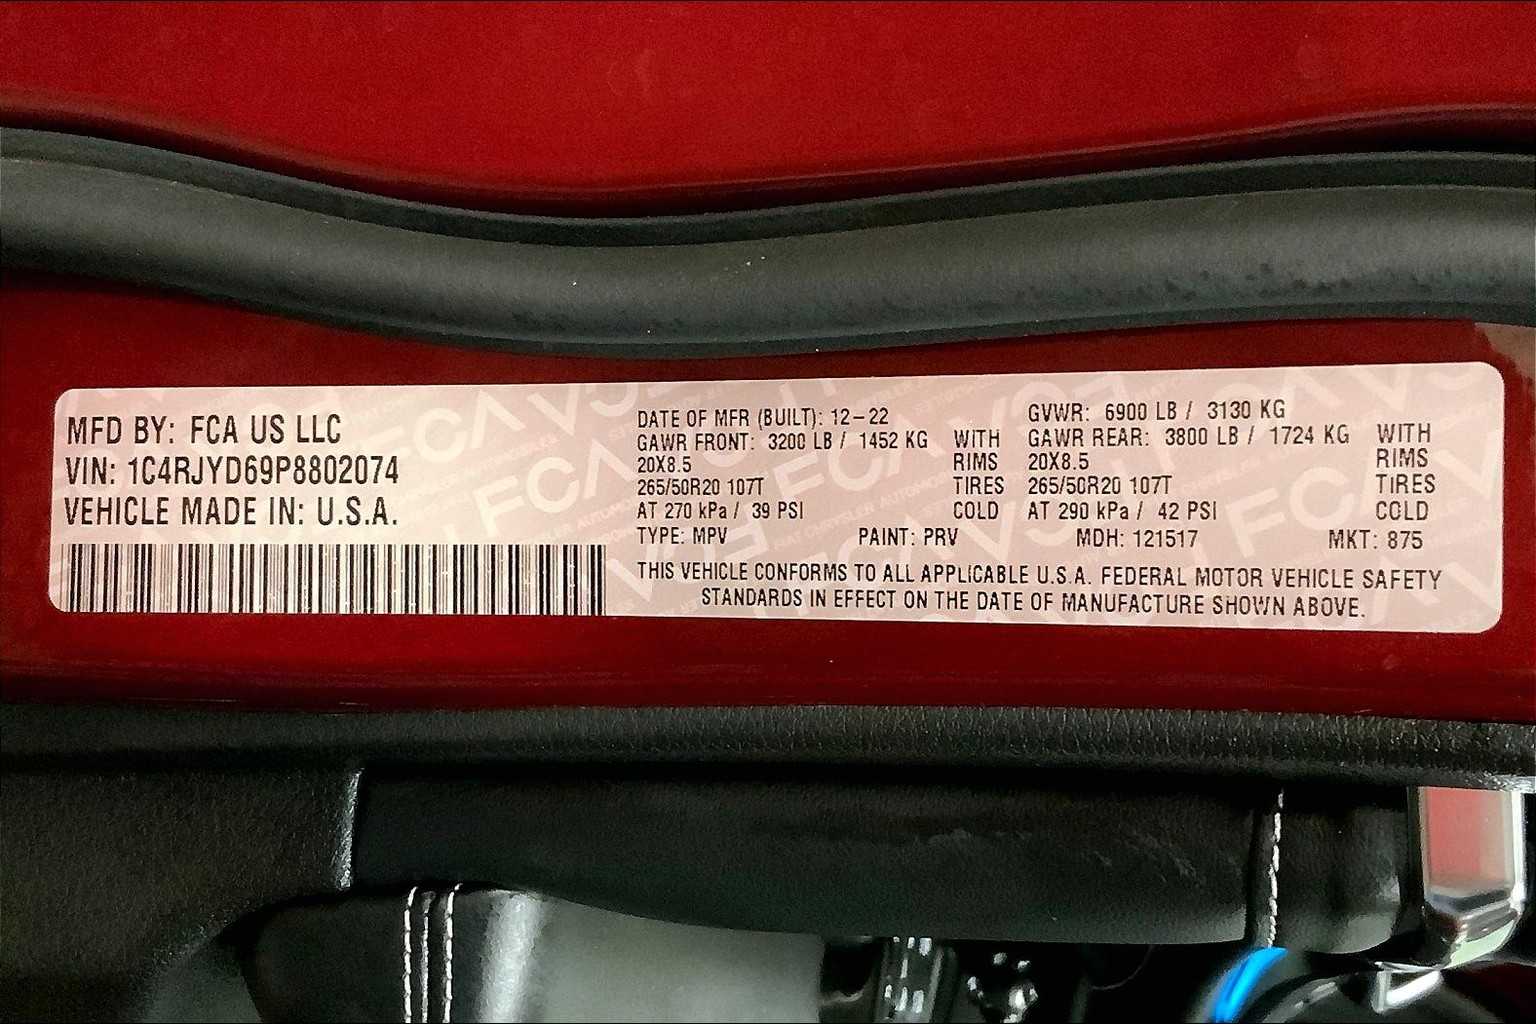 MFD BY: FCA US LLC
VIN: 1C4RJYD69P8802074
VEHICLE MADE IN: U.S.A.
DATE OF MFR (BUILT): 12-22
GAWR FRONT: 3200 LB / 1452 KG WITH
20X8.5 RIMS
265/50R20 107T TIRES
AT 270 kPa / 39 PSI COLD
GVWR: 6900 LB / 3130 KG
GAWR REAR: 3800 LB / 1724 KG WITH
20X8.5 RIMS
265/50R20 107T TIRES
AT 290 kPa / 42 PSI COLD
TYPE: MPV PAINT: PRV MDH: 121517 MKT: 875
THIS VEHICLE CONFORMS TO ALL APPLICABLE U.S.A. FEDERAL MOTOR VEHICLE SAFETY
STANDARDS IN EFFECT ON THE DATE OF MANUFACTURE SHOWN ABOVE.